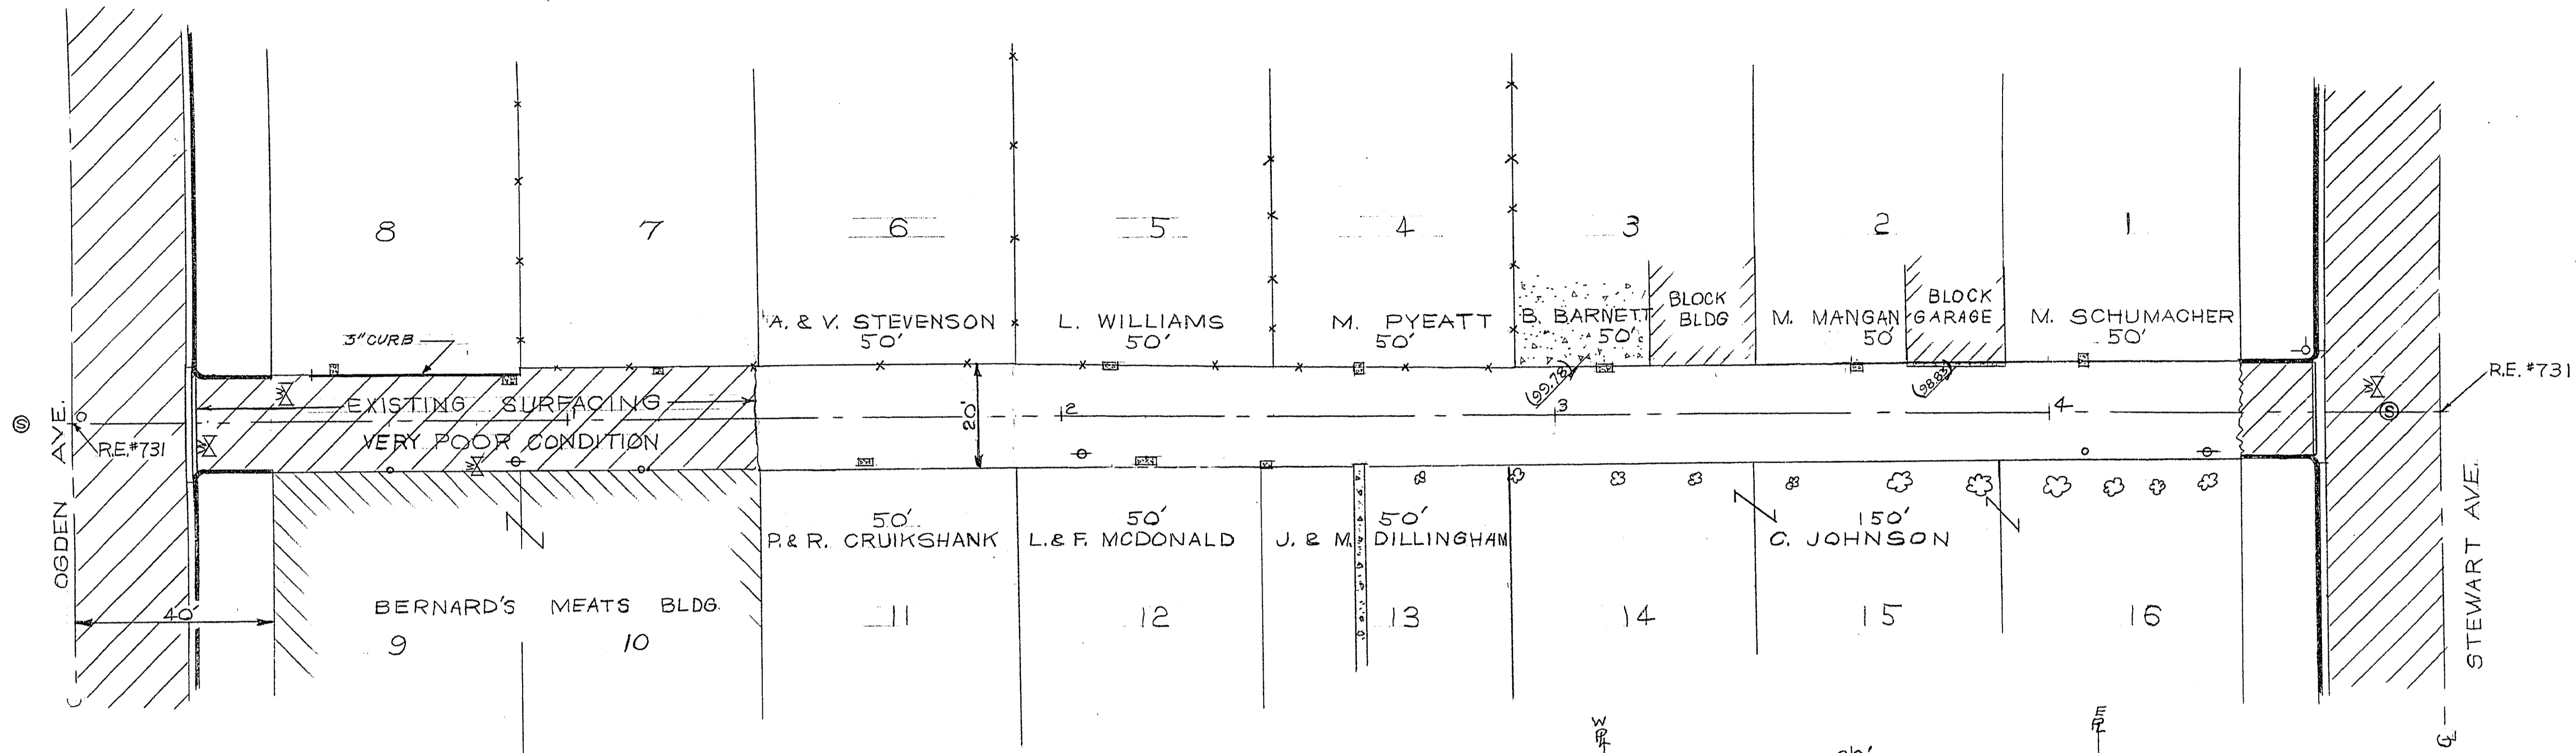 8
7
6
5
4
3
2
1
3" CURB
A. & V. STEVENSON
50'
L. WILLIAMS
50'
M. PYEATT
50'
B. BARNETT
50'
BLOCK
BLDG
M. MANGAN
50'
BLOCK
GARAGE
M. SCHUMACHER
50'
(99.78)
(98.83)
R.E. #731
EXISTING SURFACING
VERY POOR CONDITION
1
20'
2
3
4
S
S
R.E. #731
OGDEN AVE.
STEWART AVE.
50'
P. & R. CRUIKSHANK
50'
L. & F. MCDONALD
50'
J. & M. DILLINGHAM
150'
C. JOHNSON
40'
BERNARD'S MEATS BLDG.
9
10
11
12
13
14
15
16
W
PL
E
PL